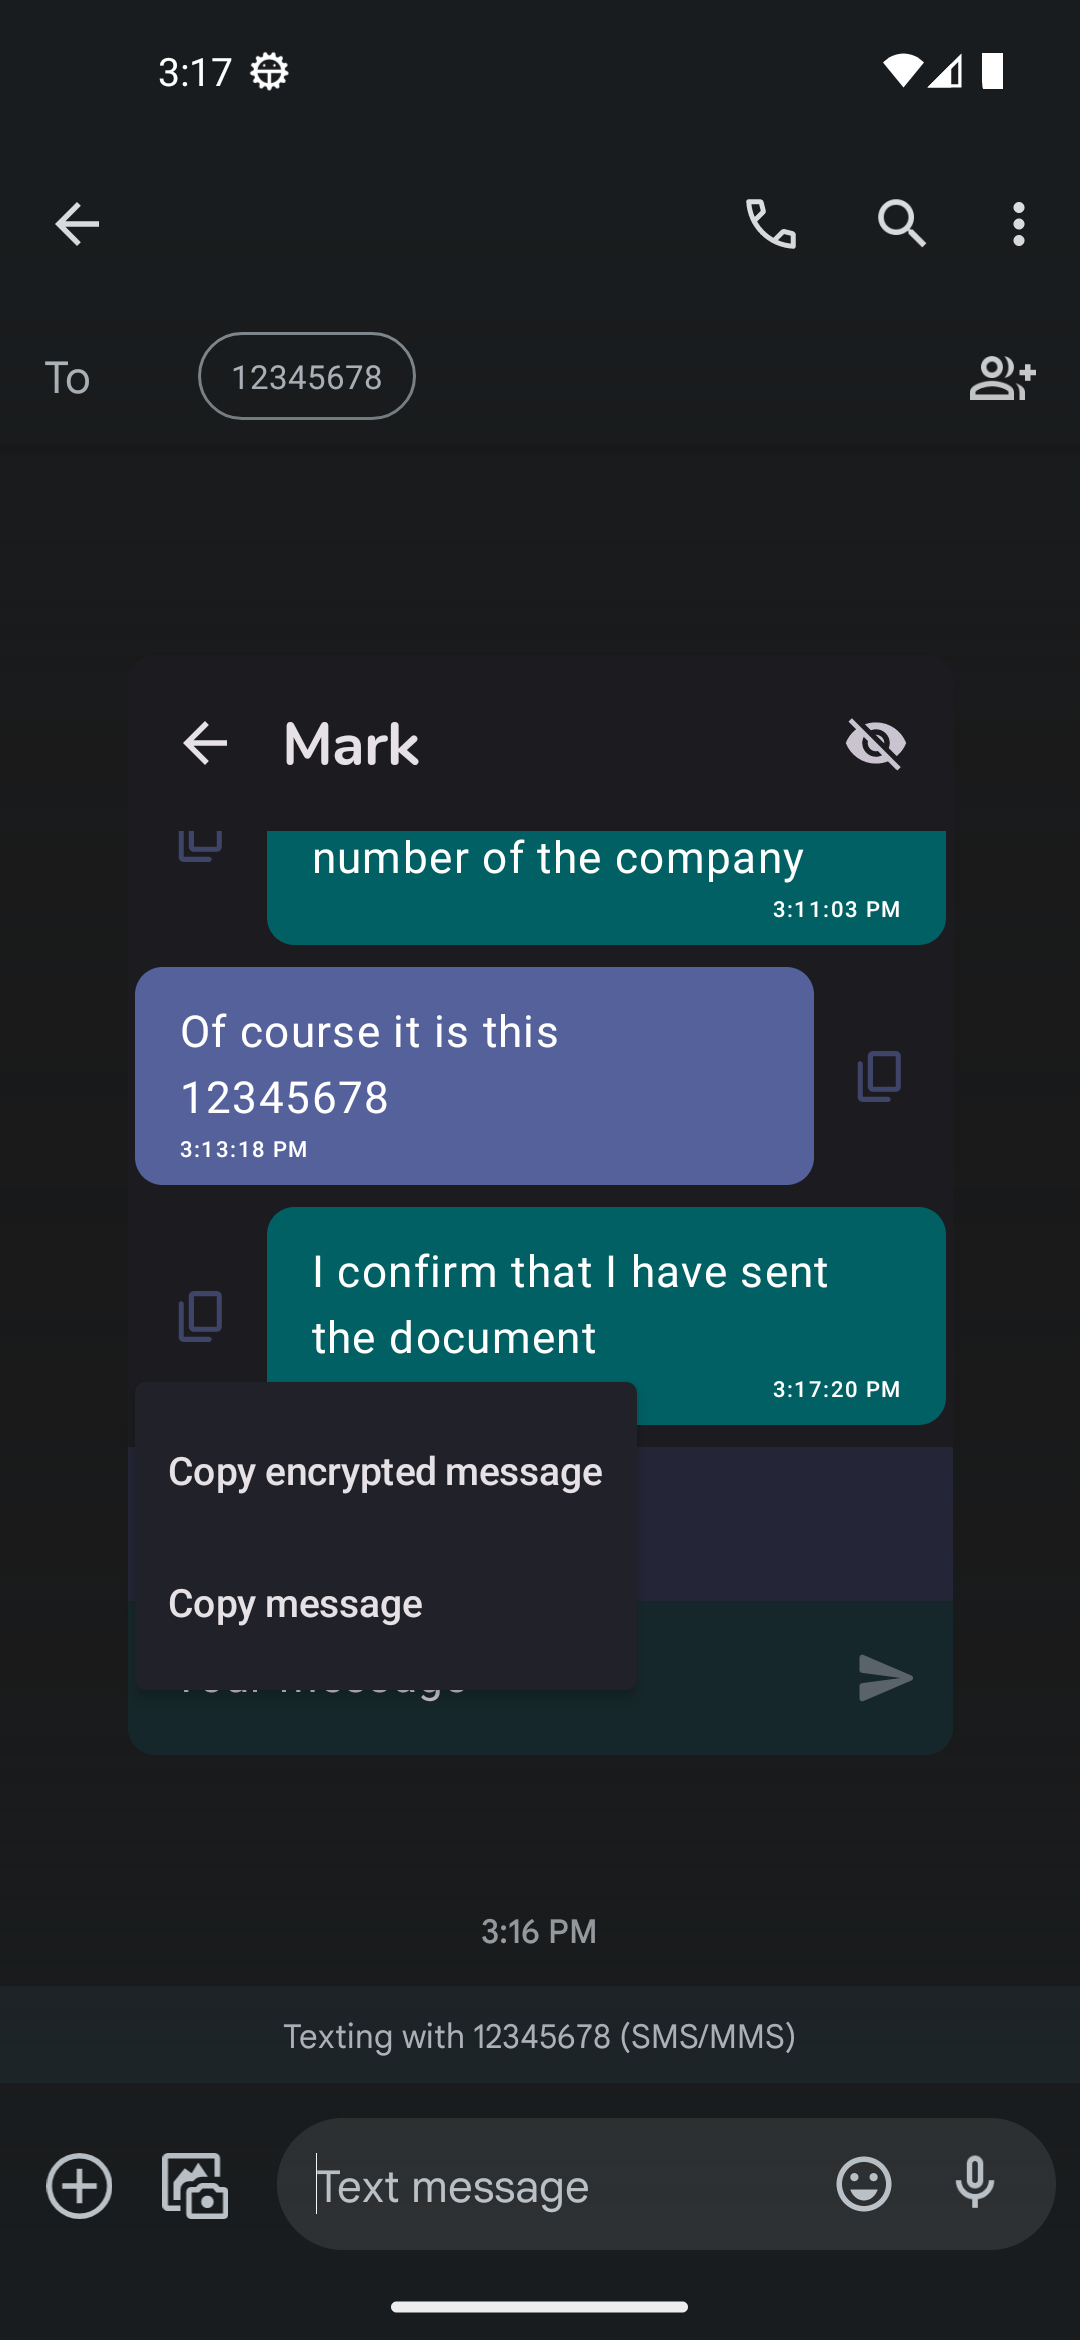 3:17
To
12345678
Mark
number of the company
3:11:03 PM
Of course it is this
12345678
3:13:18 PM
I confirm that I have sent
the document
3:17:20 PM
Copy encrypted message
Copy message
3:16 PM
Texting with 12345678 (SMS/MMS)
Text message